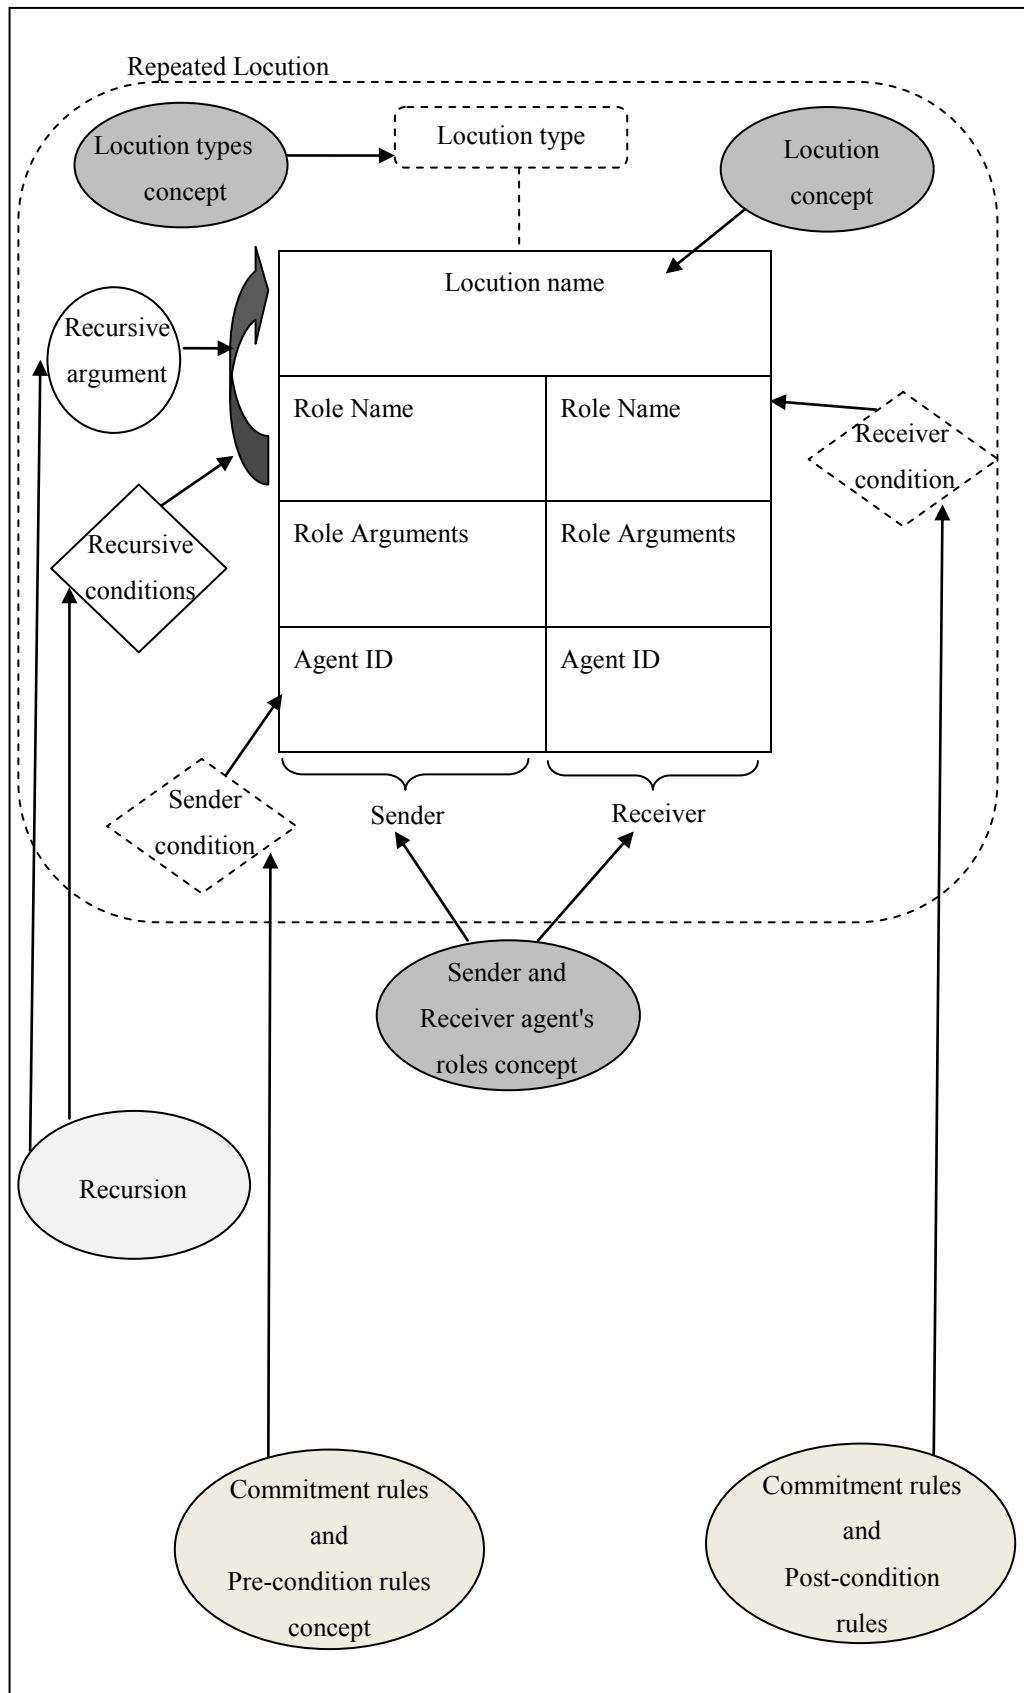 Repeated Locution
Locution types
concept
Locution type
Locution
concept
Locution name
Recursive
argument
Role Name
Role Name
Receiver
condition
Recursive
conditions
Role Arguments
Role Arguments
Agent ID
Agent ID
Sender
condition
Sender
Receiver
Sender and
Receiver agent's
roles concept
Recursion
Commitment rules
and
Pre-condition rules
concept
Commitment rules
and
Post-condition
rules